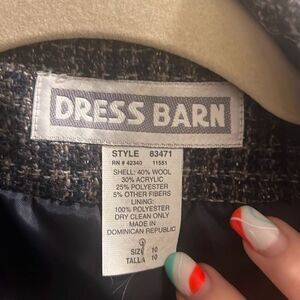 DRESS BARN
STYLE 83471
RN # 42340 11551
SHELL: 40% WOOL
30% ACRYLIC
25% POLYESTER
5% OTHER FIBERS
LINING:
100% POLYESTER
DRY CLEAN ONLY
MADE IN
DOMINICAN REPUBLIC
SIZE 10
TALLA 10